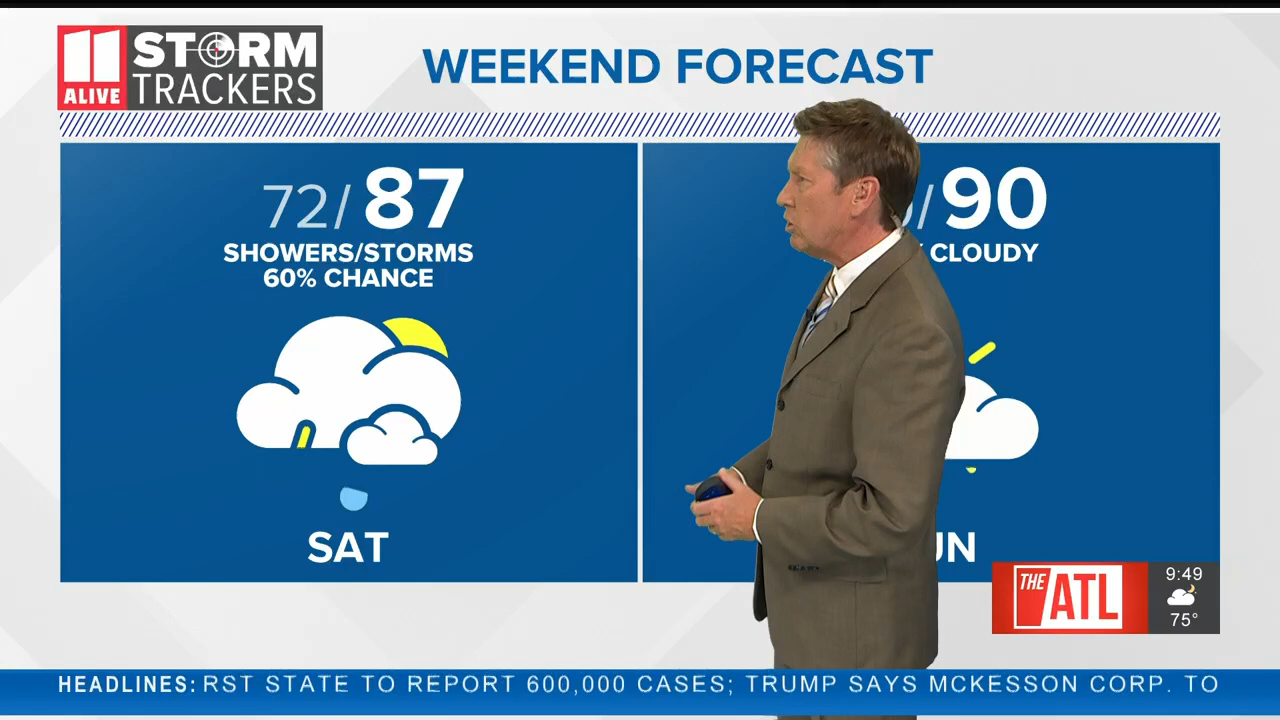 11 ALIVE
STORM
TRACKERS
WEEKEND FORECAST
72/87
SHOWERS/STORMS
60% CHANCE
SAT
/90
CLOUDY
UN
THE ATL
9:49
75°
HEADLINES: RST STATE TO REPORT 600,000 CASES; TRUMP SAYS MCKESSON CORP. TO